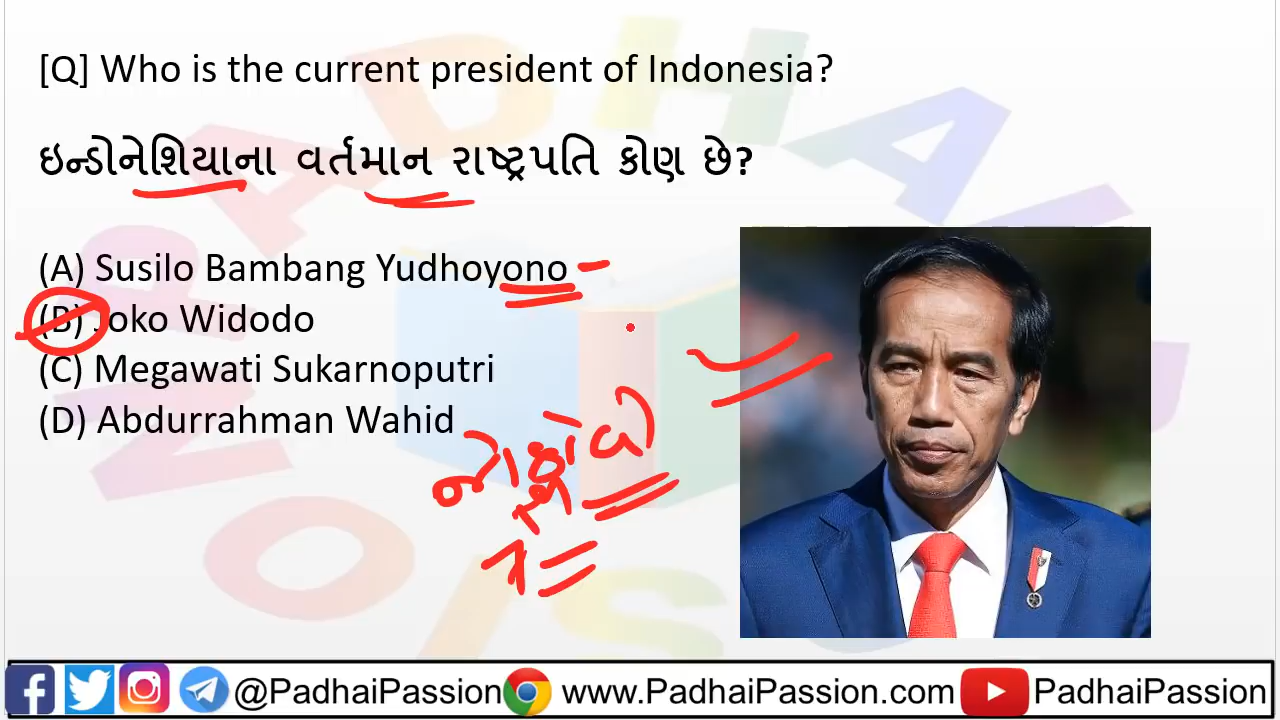 [Q] Who is the current president of Indonesia?
ઇન્ડોનેશિયાના વર્તમાન રાષ્ટ્રપતિ કોણ છે?
(A) Susilo Bambang Yudhoyono
(B) Joko Widodo
(C) Megawati Sukarnoputri
(D) Abdurrahman Wahid
@PadhaiPassion www.PadhaiPassion.com PadhaiPassion